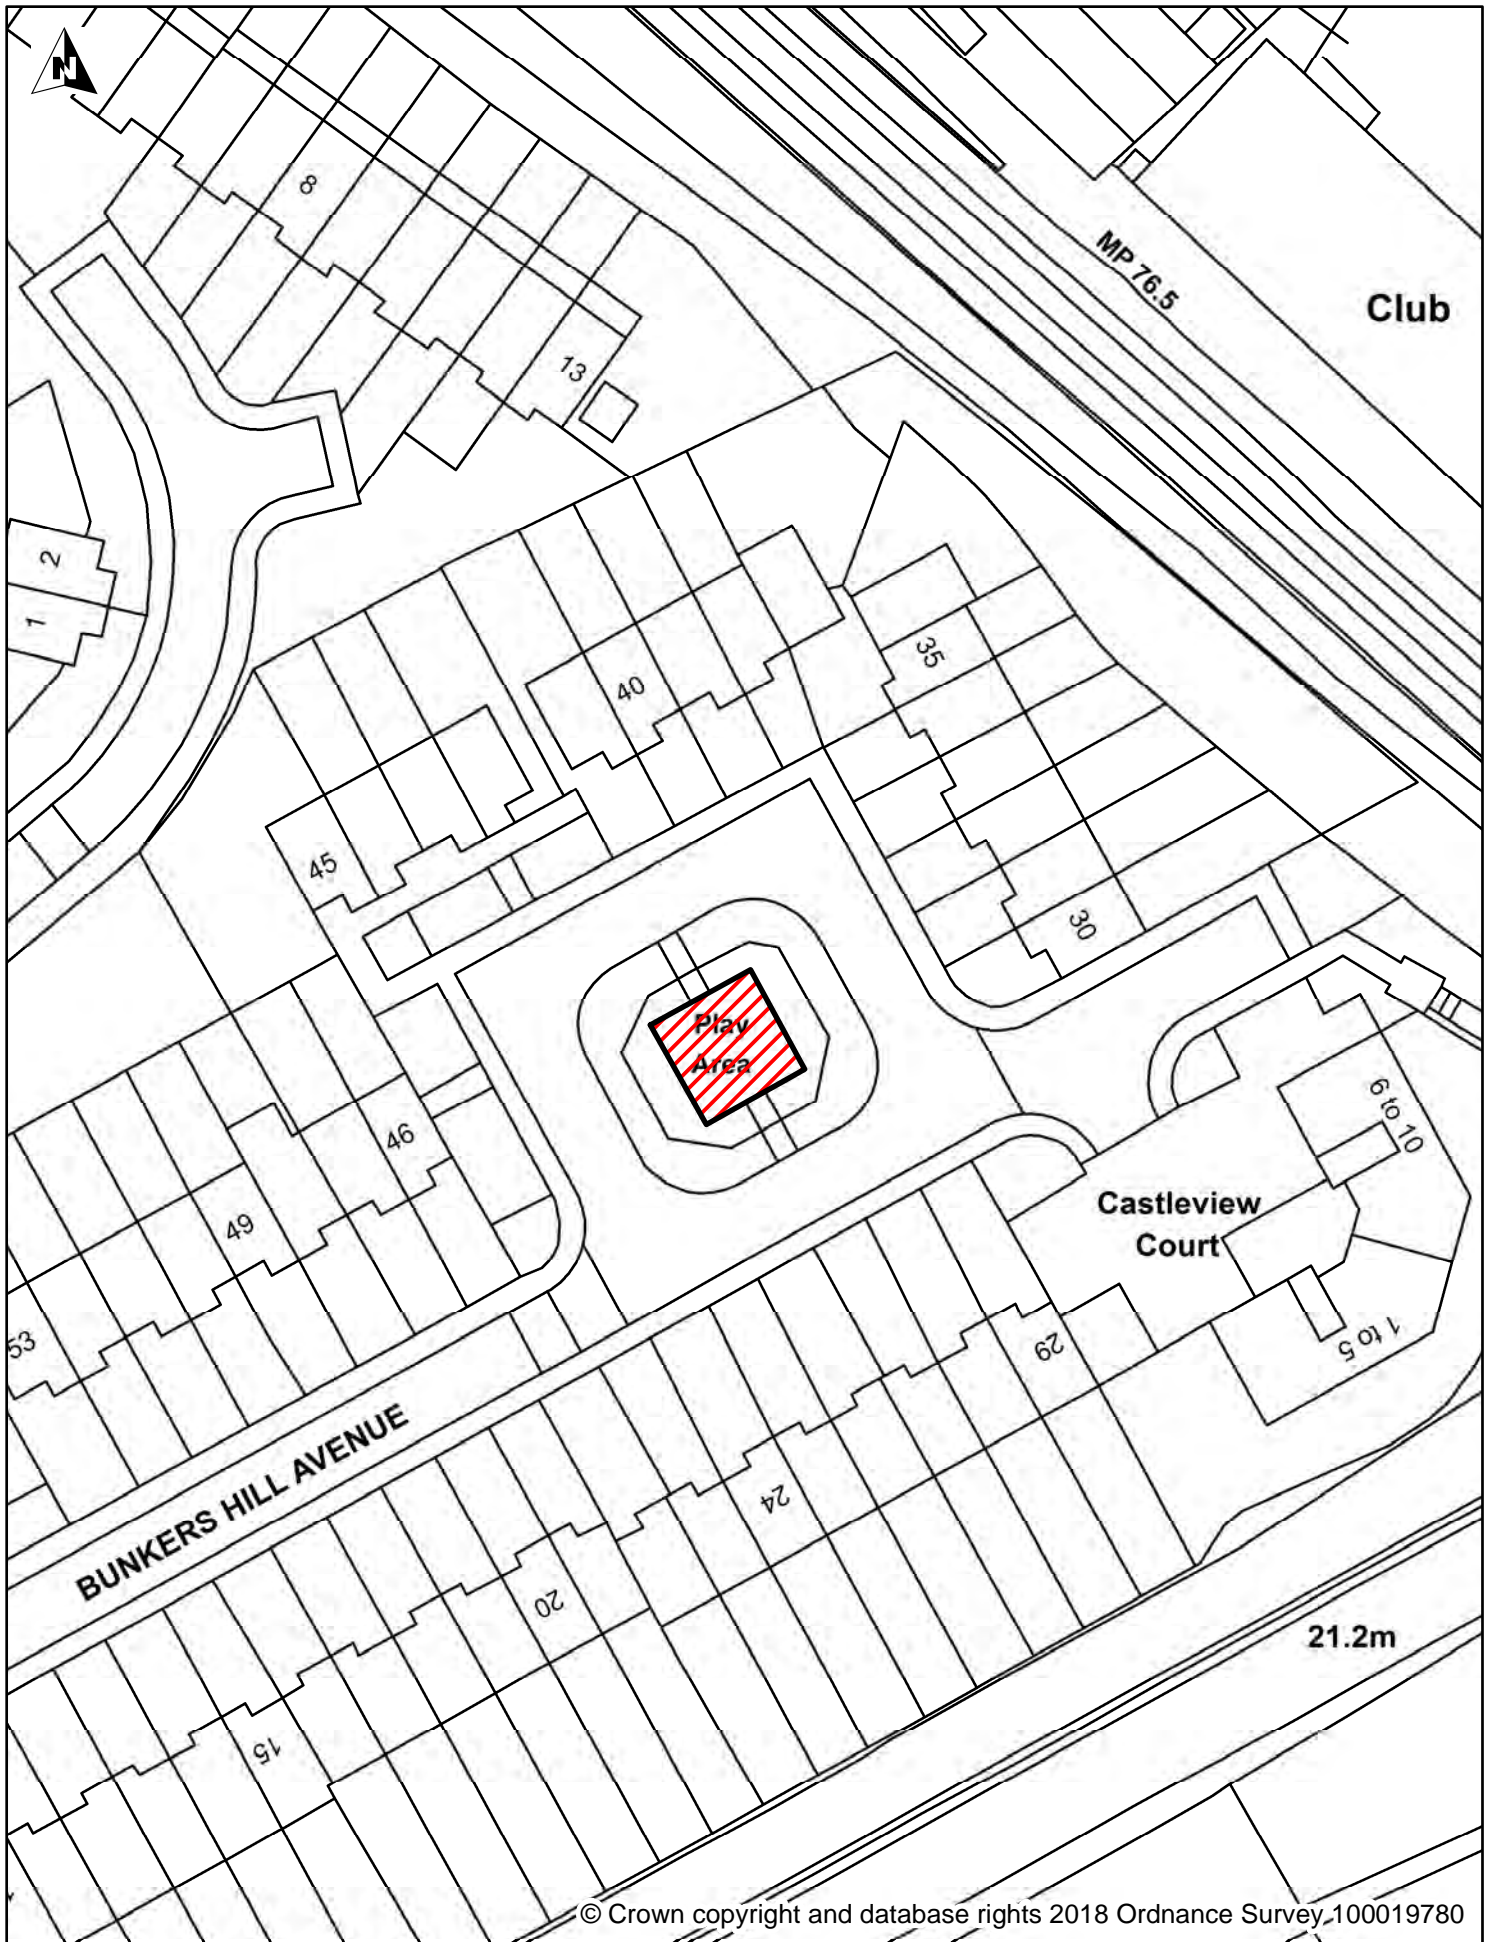 N
8
MP 76.5
Club
13
2
1
35
40
45
30
Play
Area
6 to 10
46
Castleview
Court
49
53
29
1 to 5
BUNKERS HILL AVENUE
24
20
21.2m
15
© Crown copyright and database rights 2018 Ordnance Survey 100019780